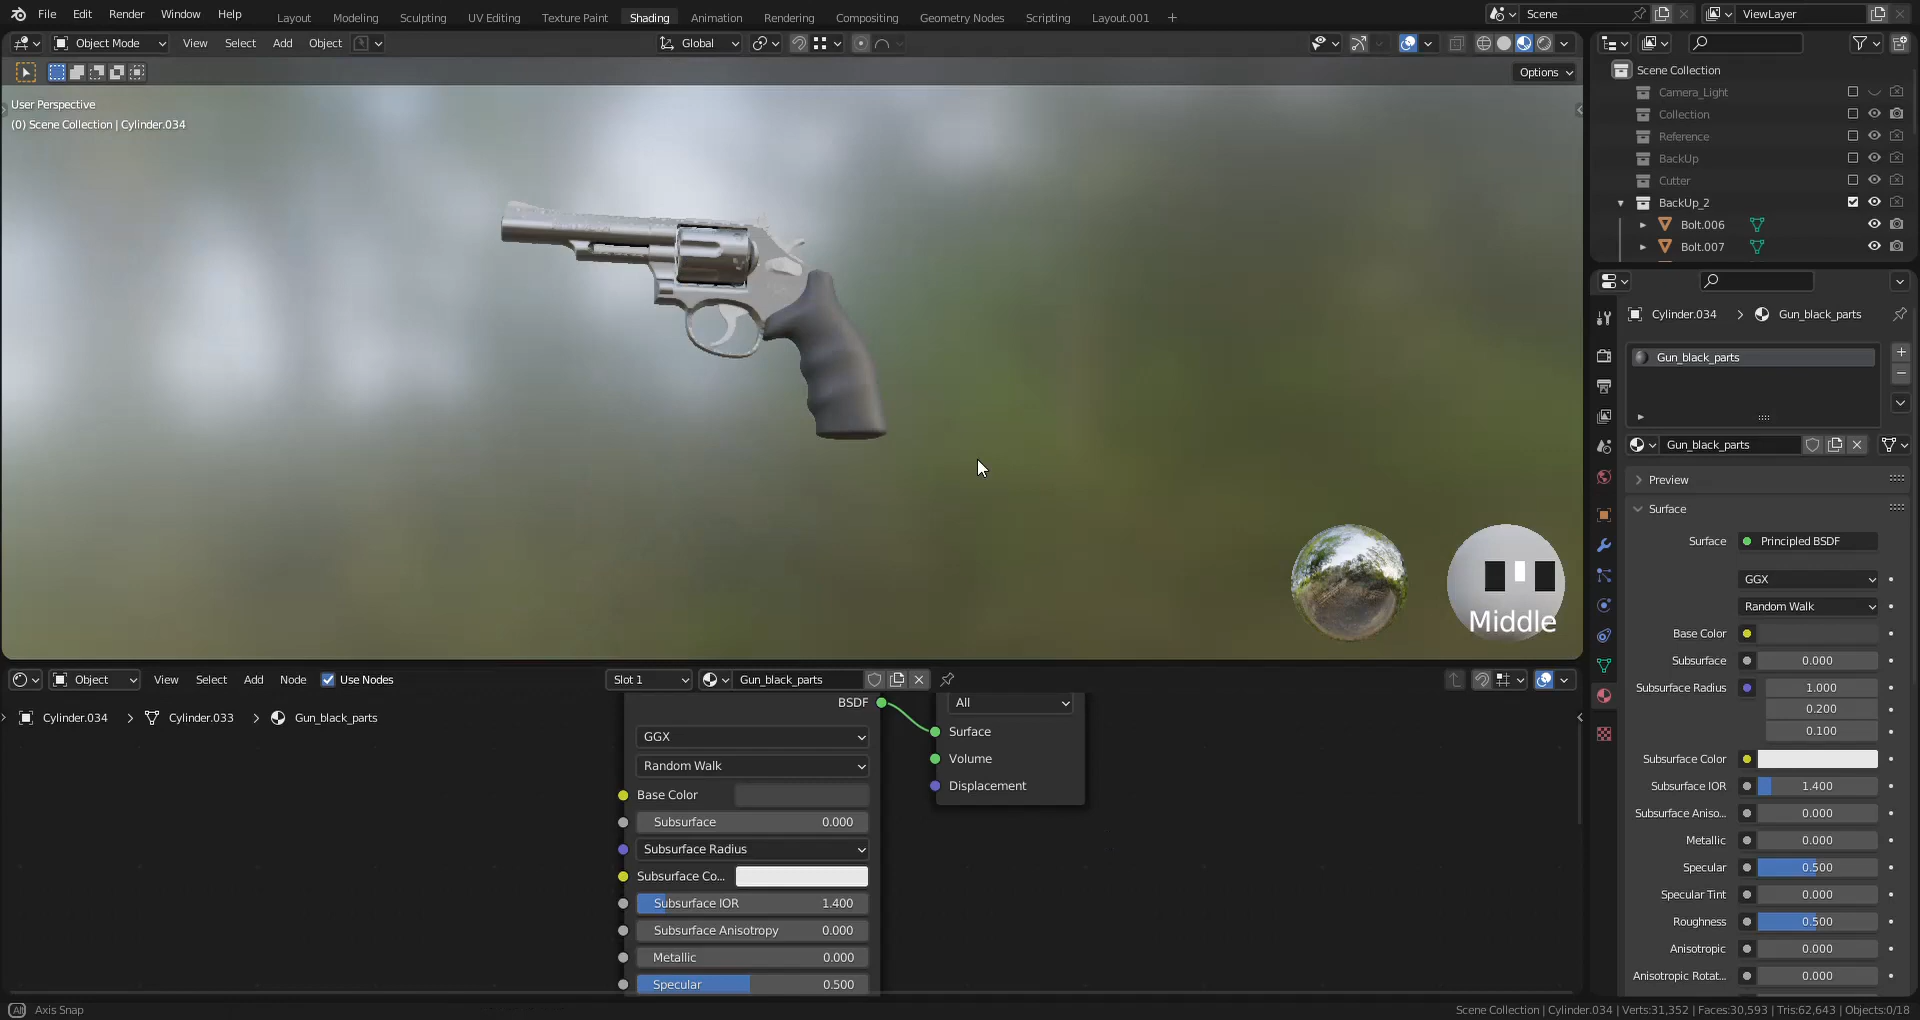 File Edit Render Window Help
Layout Modeling Sculpting UV Editing Texture Paint Shading Animation Rendering Compositing Geometry Nodes Scripting Layout.001 +
Scene
ViewLayer
Object Mode View Select Add Object
Global
Options
User Perspective
(0) Scene Collection | Cylinder.034
Middle
Scene Collection
Camera_Light
Collection
Reference
BackUp
Cutter
BackUp_2
Bolt.006
Bolt.007
Cylinder.034 > Gun_black_parts
Gun_black_parts
Gun_black_parts
Preview
Surface
Surface Principled BSDF
GGX
Random Walk
Base Color
Subsurface 0.000
Subsurface Radius 1.000
0.200
0.100
Subsurface Color
Subsurface IOR 1.400
Subsurface Aniso... 0.000
Metallic 0.000
Specular 0.500
Specular Tint 0.000
Roughness 0.500
Anisotropic 0.000
Anisotropic Rotat... 0.000
Object View Select Add Node Use Nodes
Slot 1
Gun_black_parts
Cylinder.034 > Cylinder.033 > Gun_black_parts
BSDF
GGX
Random Walk
Base Color
Subsurface 0.000
Subsurface Radius
Subsurface Co...
Subsurface IOR 1.400
Subsurface Anisotropy 0.000
Metallic 0.000
Specular 0.500
All
Surface
Volume
Displacement
Alt Axis Snap
Scene Collection | Cylinder.034 | Verts:31,352 | Faces:30,593 | Tris:62,643 | Objects:0/18